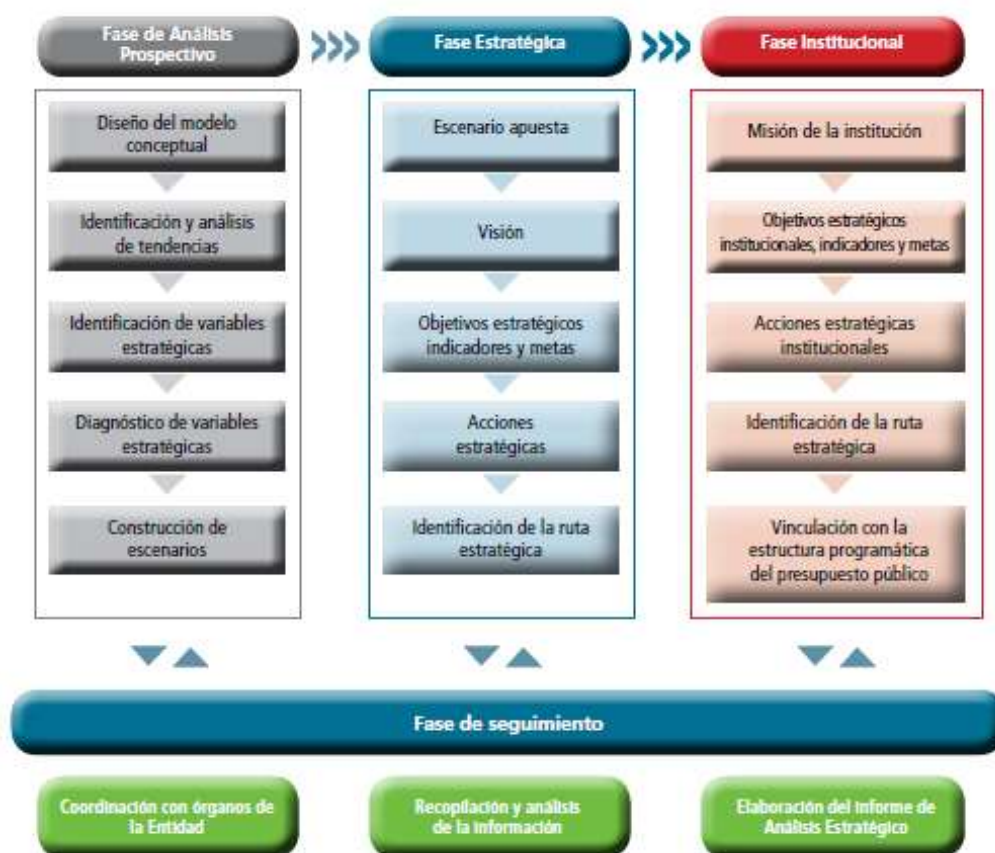 Fase de Análisis
Prospectivo
Fase Estratégica
Fase Institucional
Diseño del modelo
conceptual
Identificación y análisis
de tendencias
Identificación de variables
estratégicas
Diagnóstico de variables
estratégicas
Construcción de
escenarios
Escenario apuesta
Visión
Objetivos estratégicos
indicadores y metas
Acciones
estratégicas
Identificación de la ruta
estratégica
Misión de la institución
Objetivos estratégicos
institucionales, indicadores y metas
Acciones estratégicas
institucionales
Identificación de la ruta
estratégica
Vinculación con la
estructura programática
del presupuesto público
Fase de seguimiento
Coordinación con órganos de
la Entidad
Recopilación y análisis
de la información
Elaboración del informe de
Análisis Estratégico